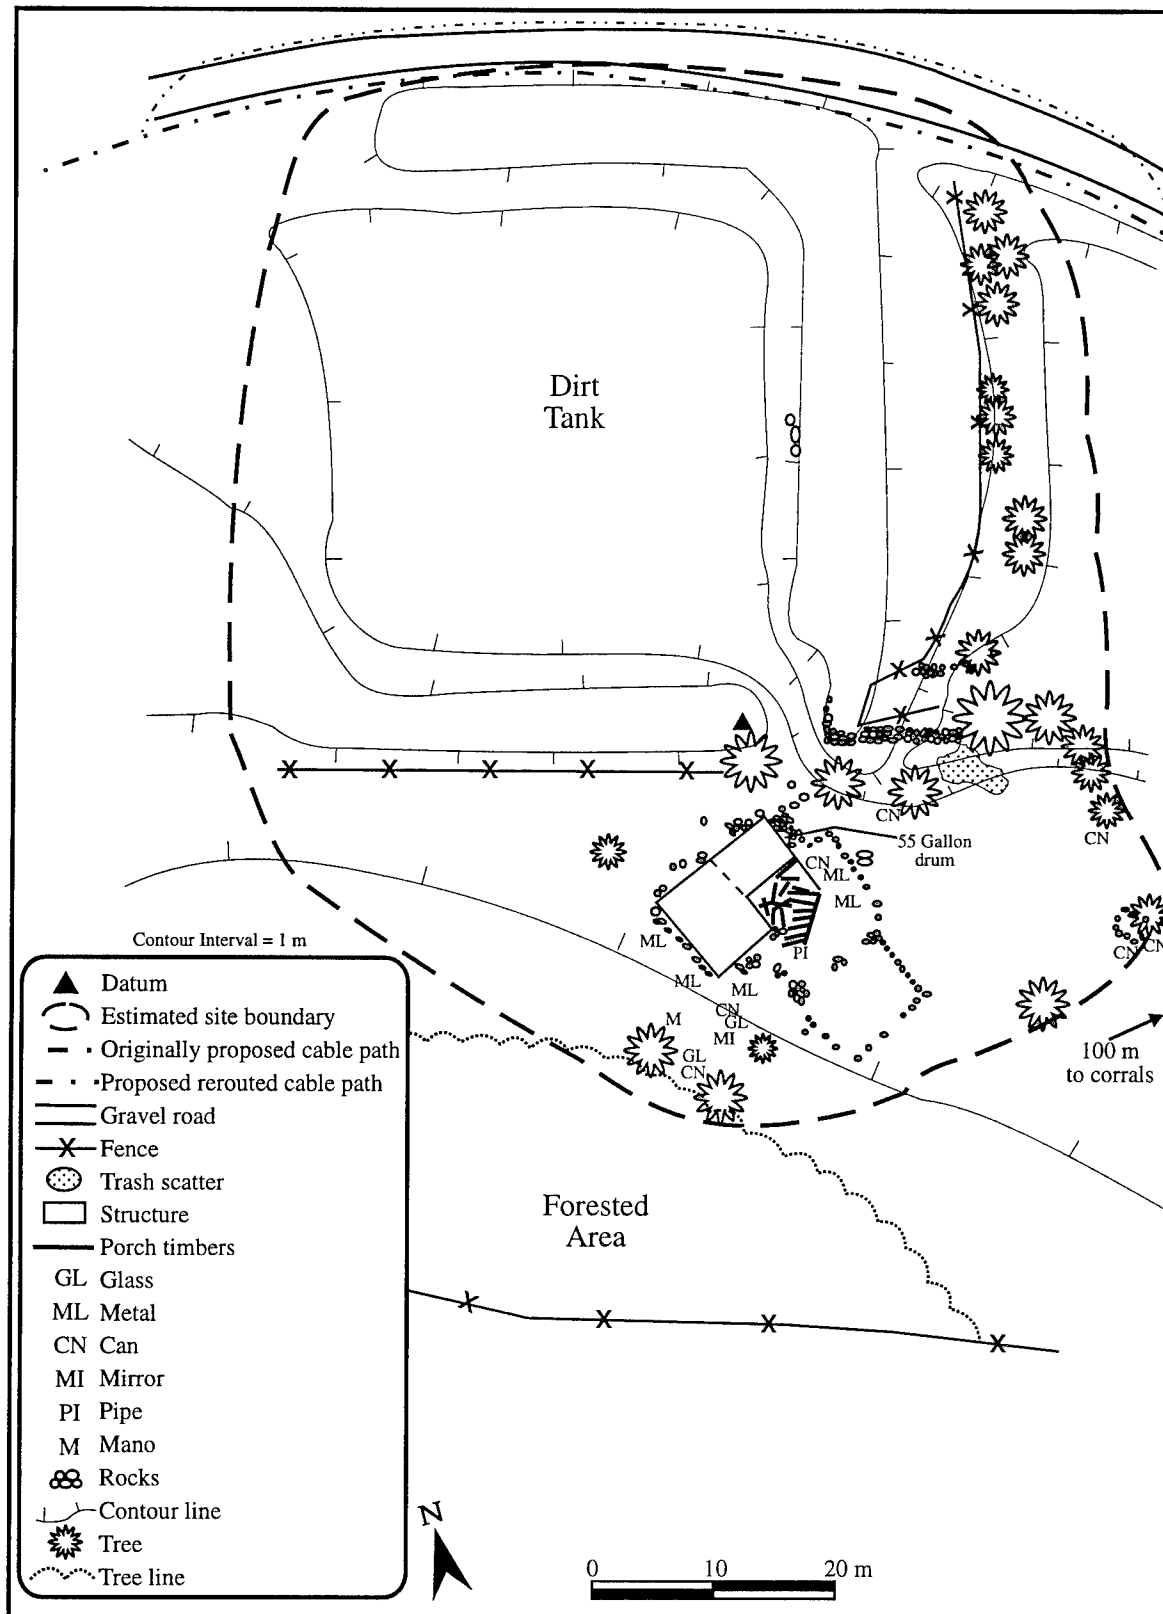 Dirt
Tank
CN
55 Gallon
drum
CN
CN
ML
ML
ML
PI
CN
CN
ML
ML
CN
GL
M
MI
GL
CN
100 m
to corrals
Forested
Area
Contour Interval = 1 m
Datum
Estimated site boundary
Originally proposed cable path
Proposed rerouted cable path
Gravel road
X Fence
Trash scatter
Structure
Porch timbers
GL Glass
ML Metal
CN Can
MI Mirror
PI Pipe
M Mano
Rocks
Contour line
Tree
Tree line
N
0 10 20 m